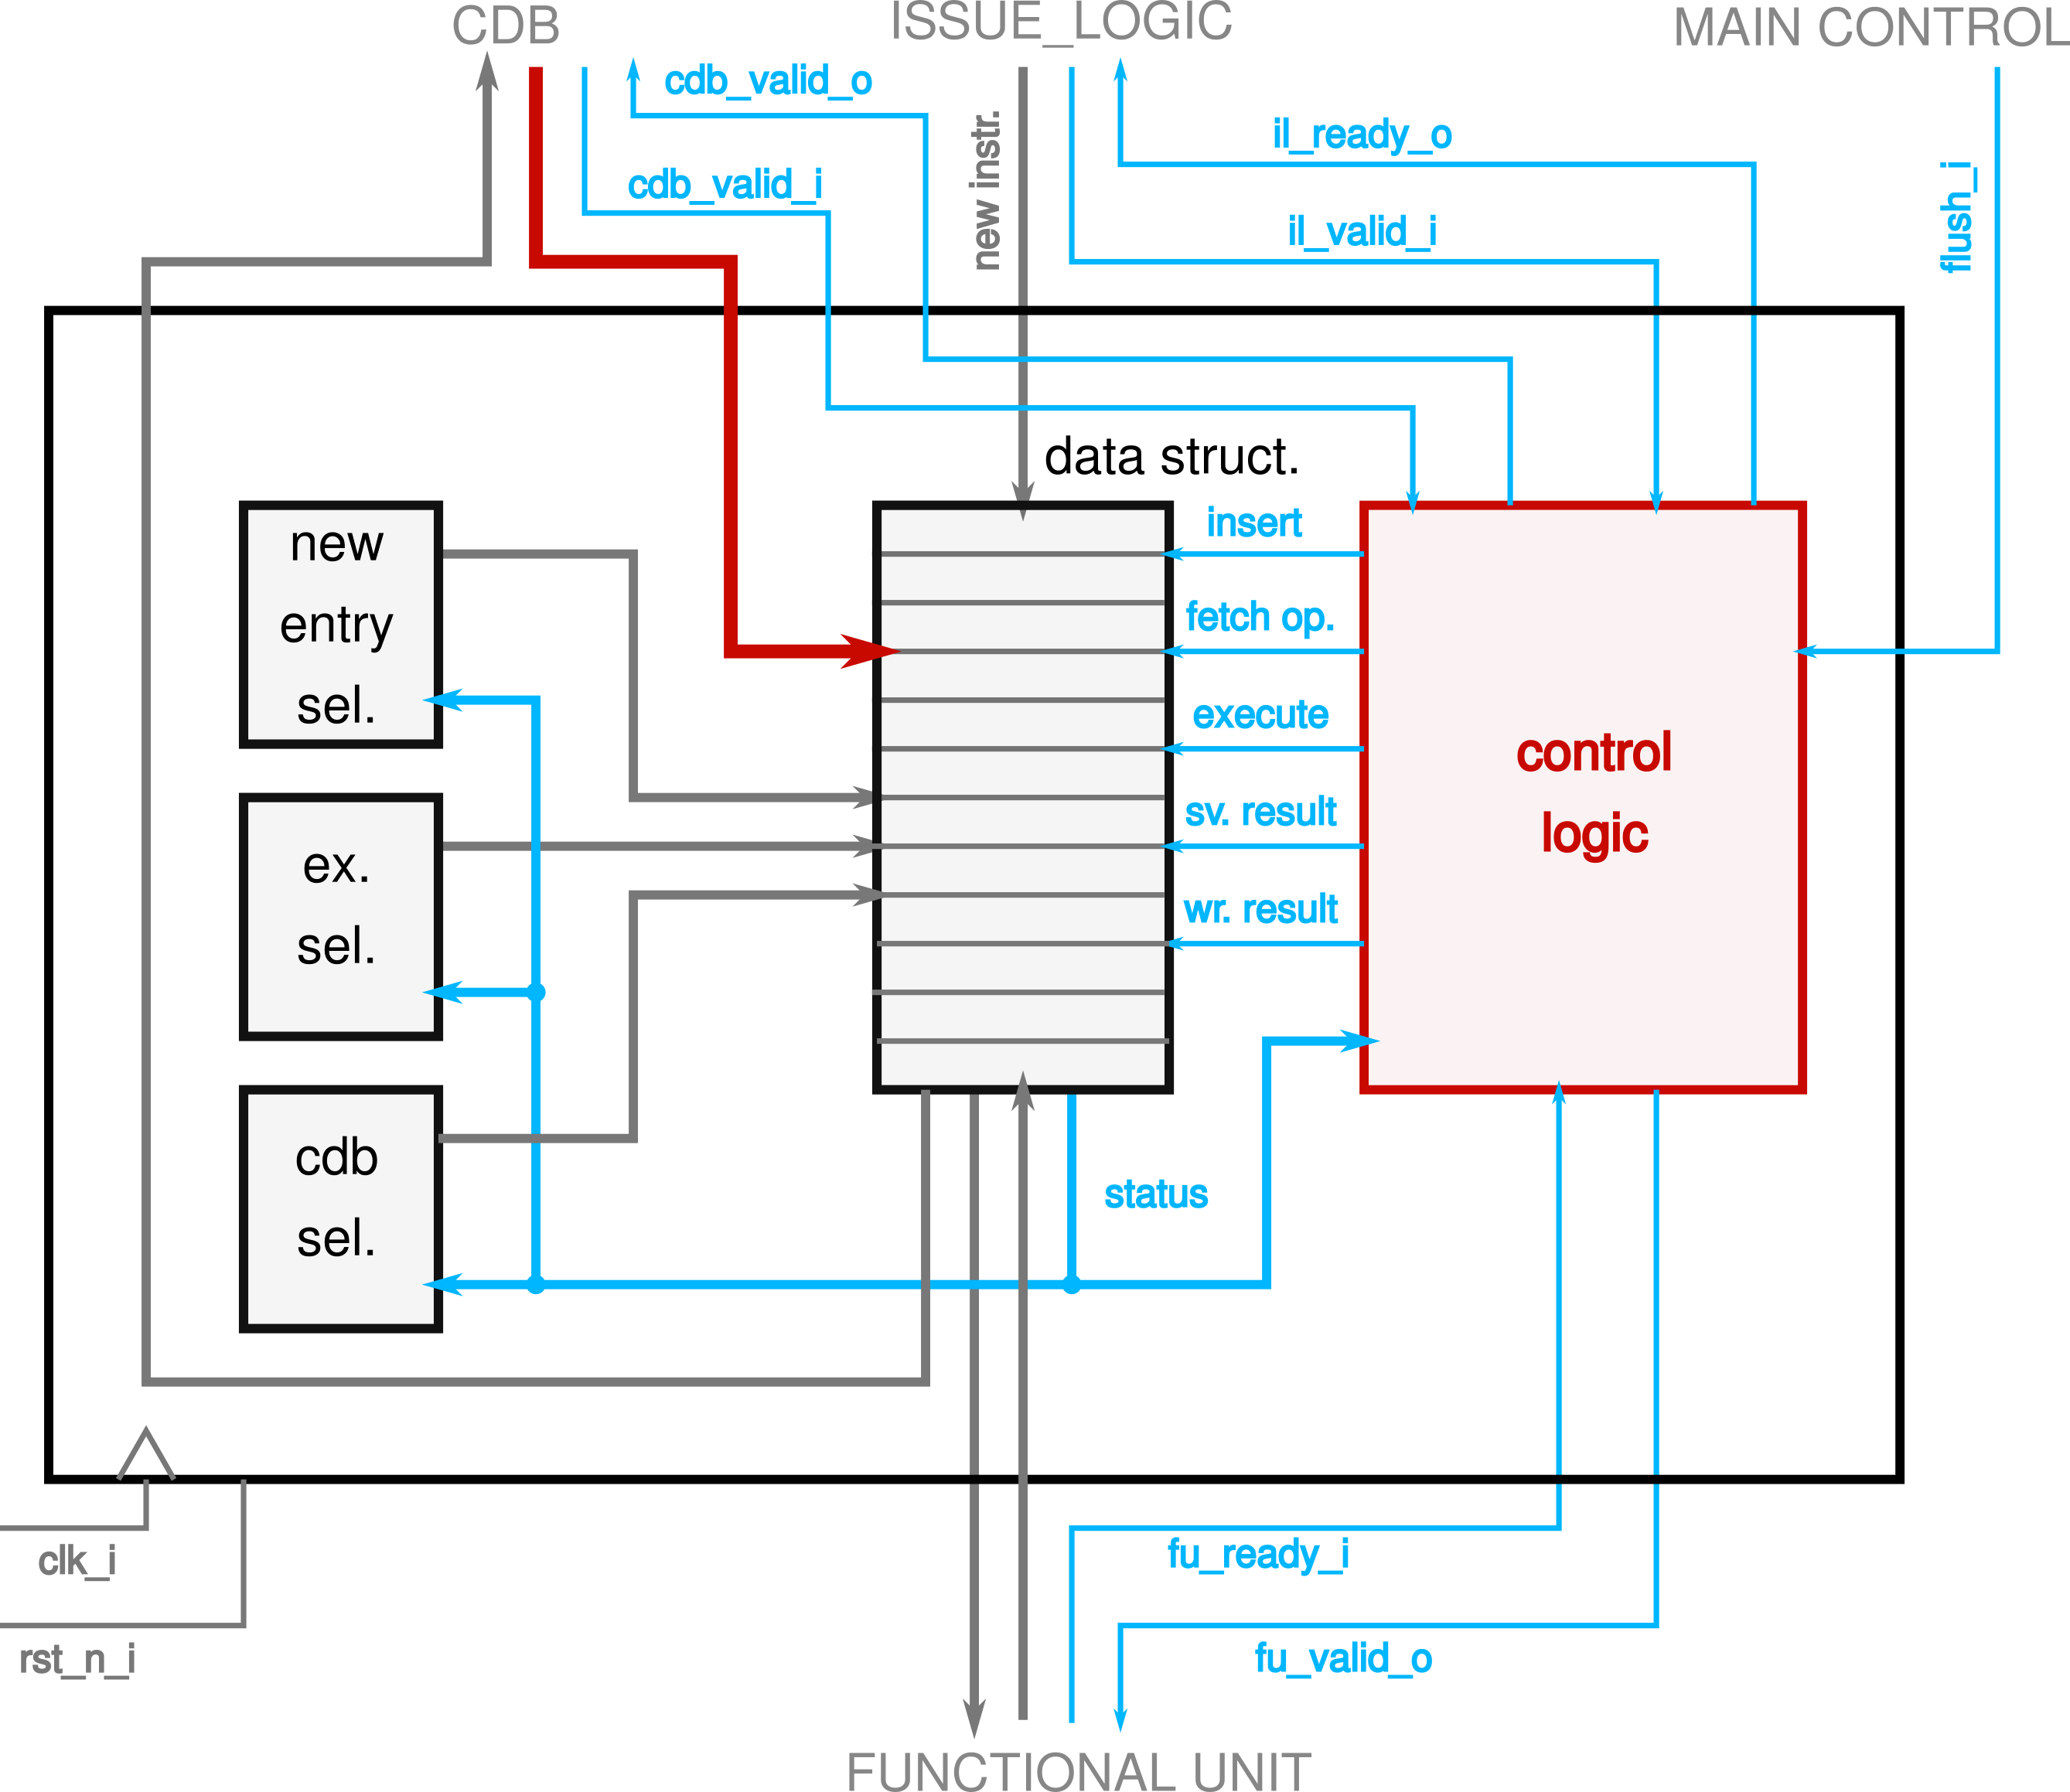 CDB
ISSUE_LOGIC
MAIN CONTROL
cdb_valid_o
new instr.
il_ready_o
cdb_valid_i
il_valid_i
flush_i
data struct.
new
entry
sel.
insert
fetch op.
execute
sv. result
wr. result
control
logic
ex.
sel.
cdb
sel.
status
clk_i
rst_n_i
fu_ready_i
fu_valid_o
FUNCTIONAL UNIT